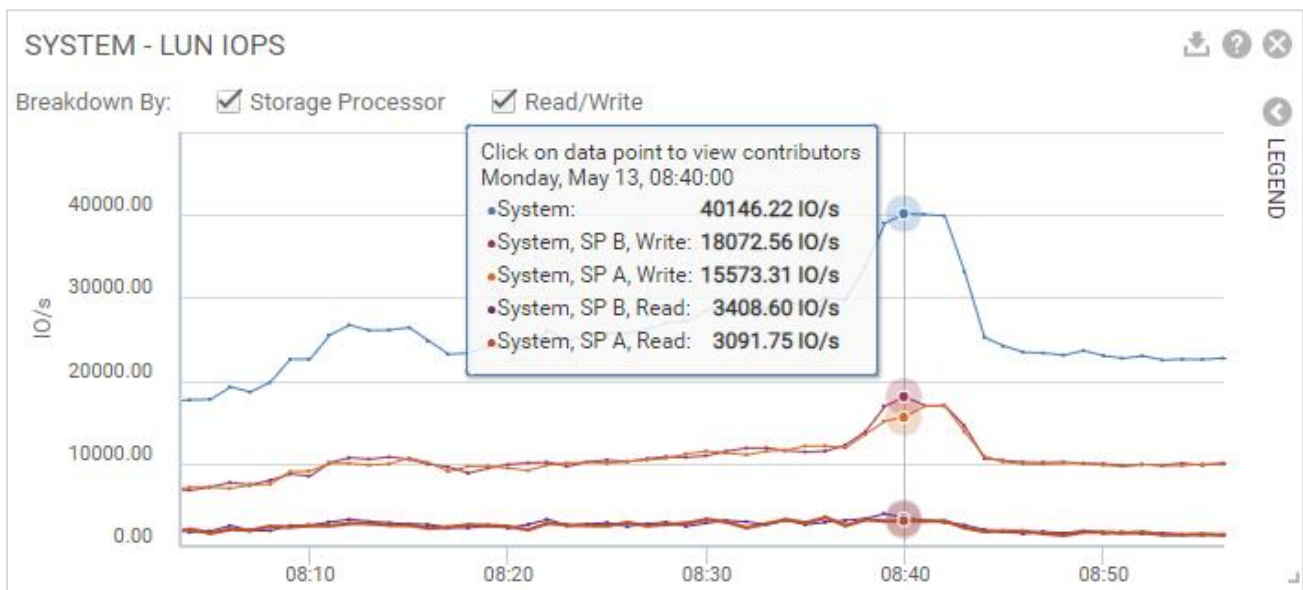 SYSTEM - LUN IOPS
Breakdown By: Storage Processor Read/Write
LEGEND
Click on data point to view contributors
Monday, May 13, 08:40:00
•System: 40146.22 IO/s
•System, SP B, Write: 18072.56 IO/s
•System, SP A, Write: 15573.31 IO/s
•System, SP B, Read: 3408.60 IO/s
•System, SP A, Read: 3091.75 IO/s
IO/s
40000.00
30000.00
20000.00
10000.00
0.00
08:10 08:20 08:30 08:40 08:50